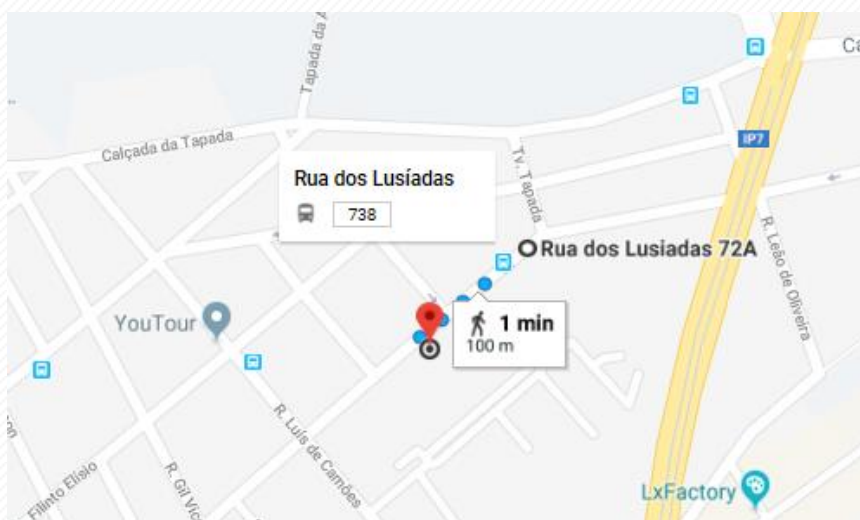 Tapada da A
Ca
Calçada da Tapada
IP7
Tv. Tapada
Rua dos Lusíadas
738
Rua dos Lusiadas 72A
R. Leão de Oliveira
YouTour
1 min
100 m
R. Luís de Camões
Filinto Elísio
R. Gil Vic
LxFactory